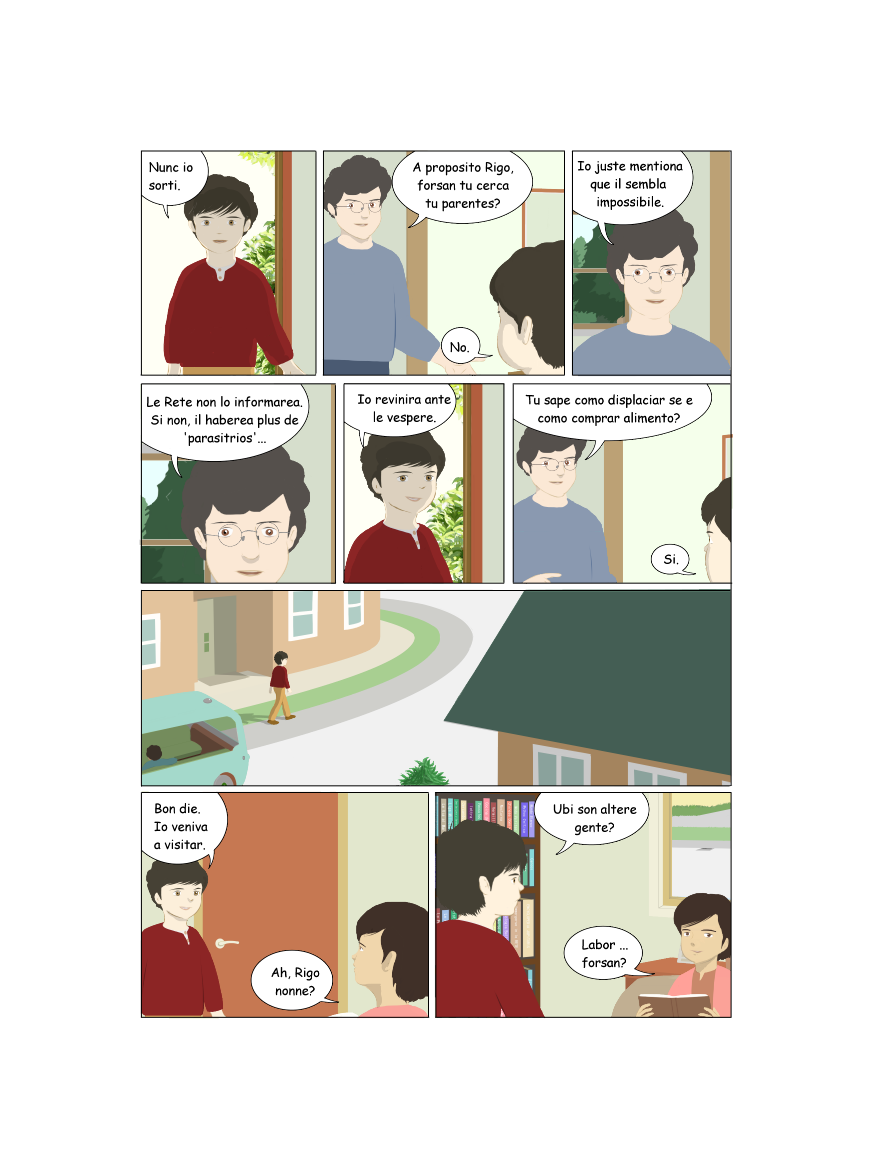 Nunc io
sorti.
A proposito Rigo,
forsan tu cerca
tu parentes?
No.
Io juste mentiona
que il sembla
impossibile.
Le Rete non lo informarea.
Si non, il haberea plus de
'parasitrios'...
Io revinira ante
le vespere.
Tu sape como displaciar se e
como comprar alimento?
Si.
Bon die.
Io veniva
a visitar.
Ah, Rigo
nonne?
Ubi son altere
gente?
Labor ...
forsan?